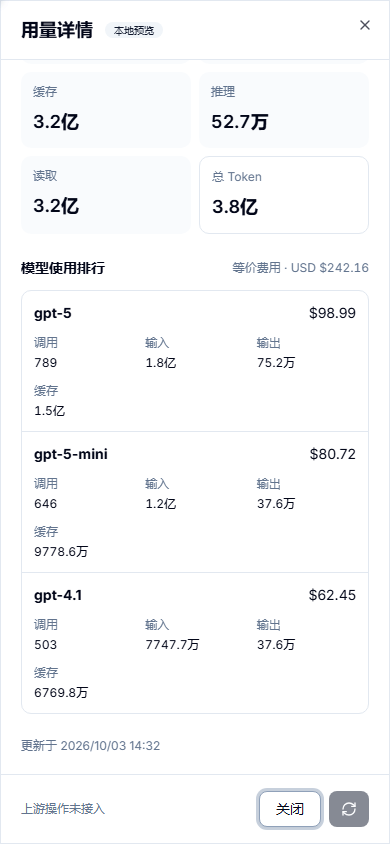 用量详情 本地预览
缓存 推理
3.2亿 52.7万
读取 总 Token
3.2亿 3.8亿
模型使用排行 等价费用 · USD $242.16
gpt-5 $98.99
调用 输入 输出
789 1.8亿 75.2万
缓存
1.5亿
gpt-5-mini $80.72
调用 输入 输出
646 1.2亿 37.6万
缓存
9778.6万
gpt-4.1 $62.45
调用 输入 输出
503 7747.7万 37.6万
缓存
6769.8万
更新于 2026/10/03 14:32
上游操作未接入 关闭